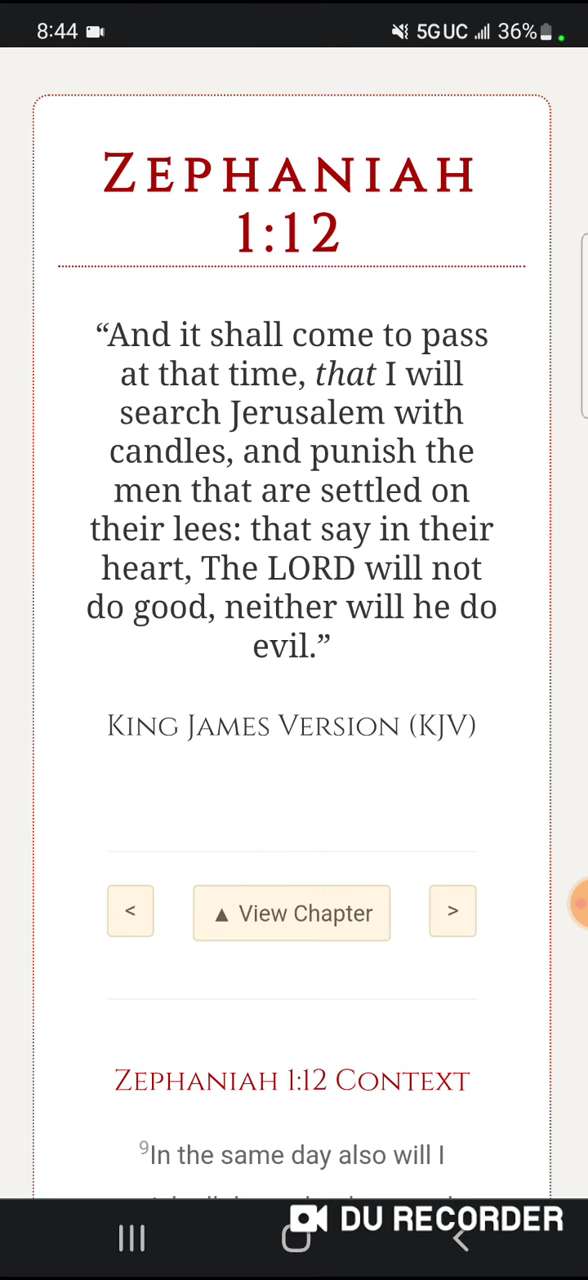 8:44 5GUC 36%
ZEPHANIAH
1:12
“And it shall come to pass
at that time, that I will
search Jerusalem with
candles, and punish the
men that are settled on
their lees: that say in their
heart, The LORD will not
do good, neither will he do
evil.”
KING JAMES VERSION (KJV)
< ▲ View Chapter >
ZEPHANIAH 1:12 CONTEXT
9In the same day also will I
DU RECORDER